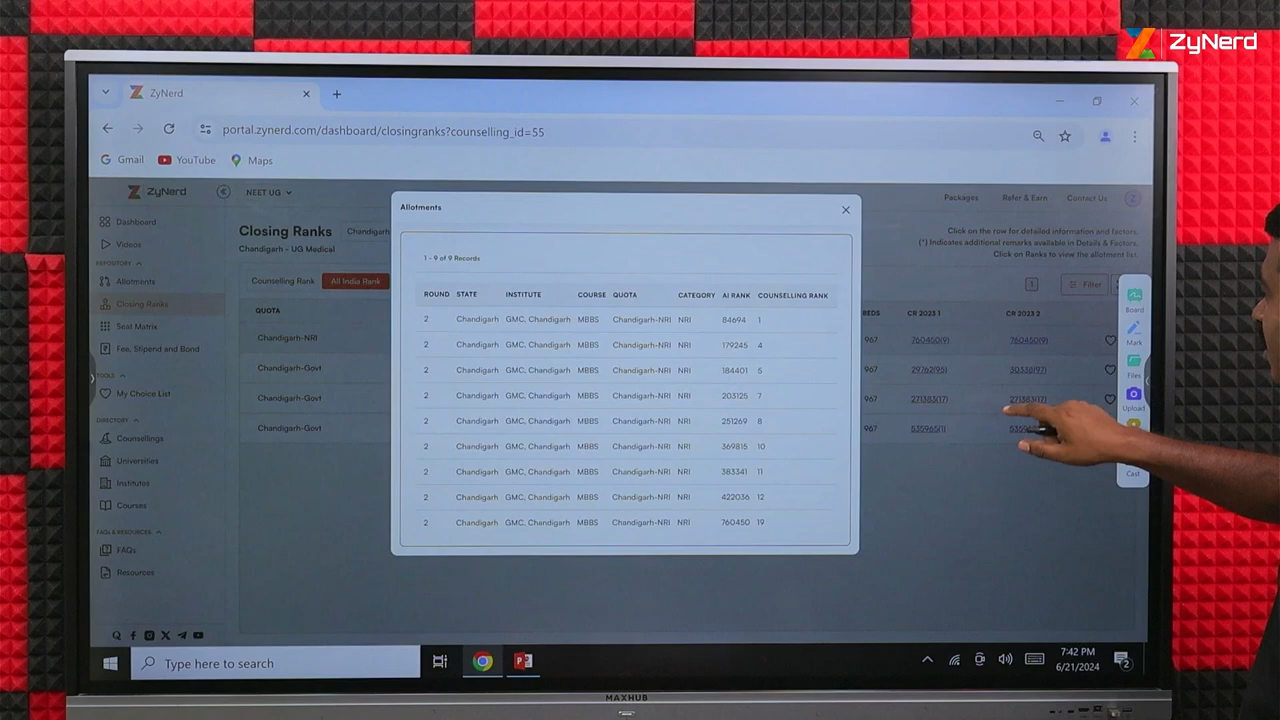 ZyNerd
ZyNerd
portal.zynerd.com/dashboard/closingranks?counselling_id=55
Gmail YouTube Maps
ZyNerd NEET UG Packages Refer & Earn Contact Us Z
Dashboard
Videos
REPOSITORY
Allotments
Closing Ranks
Seat Matrix
Fee, Stipend and Bond
TOOLS
My Choice List
DIRECTORY
Counsellings
Universities
Institutes
Courses
FAQs & RESOURCES
FAQs
Resources
Closing Ranks Chandigarh
Chandigarh - UG Medical
Click on the row for detailed information and factors.
(*) Indicates additional remarks available in Details & Factors.
Click on Ranks to view the allotment list.
Counselling Rank All India Rank 1 Filter
QUOTA BEDS CR 2023 1 CR 2023 2
Chandigarh-NRI 967 760450(9) 760450(9)
Chandigarh-Govt 967 29762(96) 30338(97)
Chandigarh-Govt 967 271383(17) 271383(17)
Chandigarh-Govt 967 535965(1)
Allotments
1 - 9 of 9 Records
ROUND STATE INSTITUTE COURSE QUOTA CATEGORY AI RANK COUNSELLING RANK
2 Chandigarh GMC, Chandigarh MBBS Chandigarh-NRI NRI 84694 1
2 Chandigarh GMC, Chandigarh MBBS Chandigarh-NRI NRI 179245 4
2 Chandigarh GMC, Chandigarh MBBS Chandigarh-NRI NRI 184401 5
2 Chandigarh GMC, Chandigarh MBBS Chandigarh-NRI NRI 203125 7
2 Chandigarh GMC, Chandigarh MBBS Chandigarh-NRI NRI 251269 8
2 Chandigarh GMC, Chandigarh MBBS Chandigarh-NRI NRI 369815 10
2 Chandigarh GMC, Chandigarh MBBS Chandigarh-NRI NRI 383341 11
2 Chandigarh GMC, Chandigarh MBBS Chandigarh-NRI NRI 422036 12
2 Chandigarh GMC, Chandigarh MBBS Chandigarh-NRI NRI 760450 19
Board
Mark
Files
Upload
Cast
Type here to search
7:42 PM
6/21/2024
2
MAXHUB